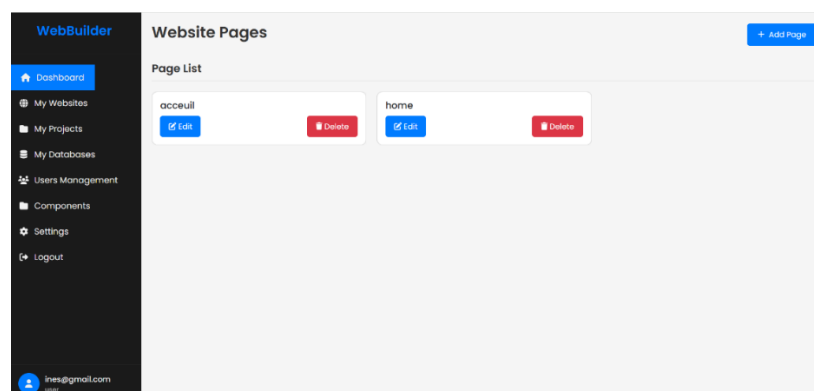 WebBuilder
Dashboard
My Websites
My Projects
My Databases
Users Management
Components
Settings
Logout
ines@gmail.com
user
Website Pages
+ Add Page
Page List
acceuil
Edit
Delete
home
Edit
Delete